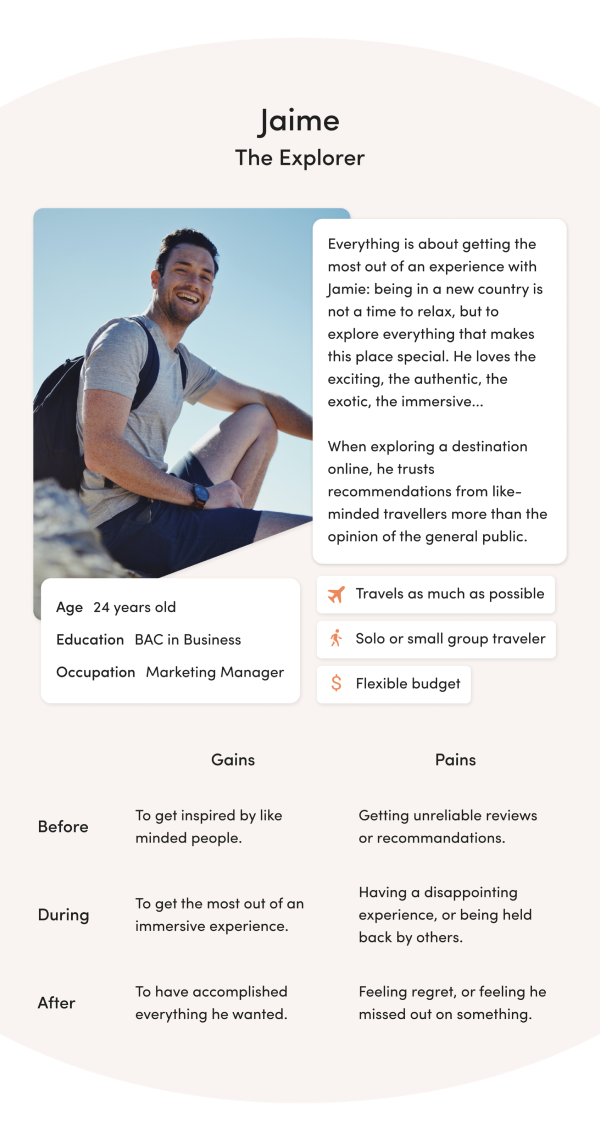 Jaime
The Explorer
Everything is about getting the
most out of an experience with
Jamie: being in a new country is
not a time to relax, but to
explore everything that makes
this place special. He loves the
exciting, the authentic, the
exotic, the immersive...
When exploring a destination
online, he trusts
recommendations from like-
minded travellers more than the
opinion of the general public.
Age 24 years old
Education BAC in Business
Occupation Marketing Manager
Travels as much as possible
Solo or small group traveler
$ Flexible budget
Gains Pains
Before
To get inspired by like
minded people.
Getting unreliable reviews
or recommandations.
During
To get the most out of an
immersive experience.
Having a disappointing
experience, or being held
back by others.
After
To have accomplished
everything he wanted.
Feeling regret, or feeling he
missed out on something.